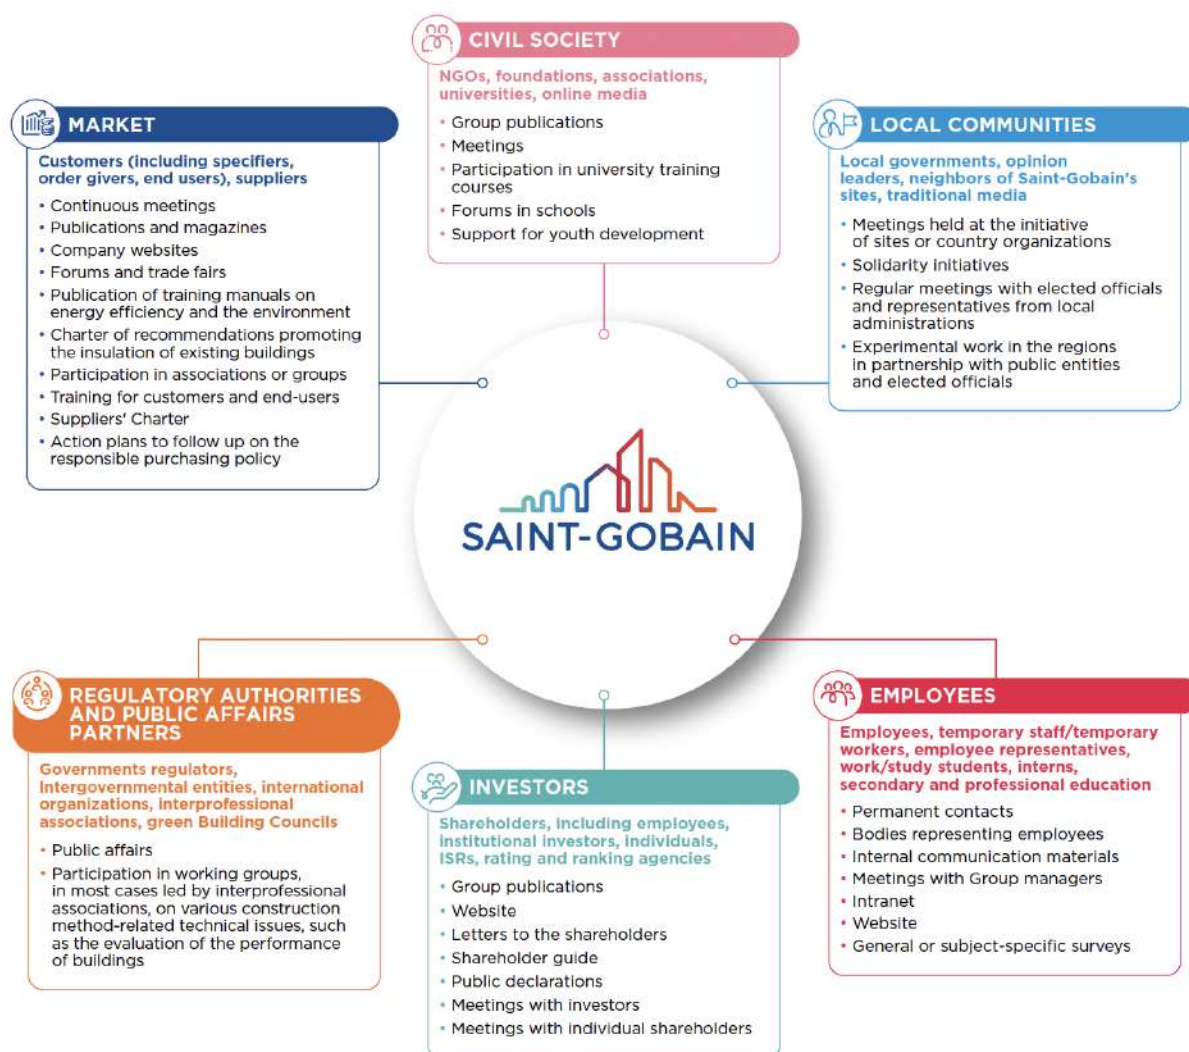 CIVIL SOCIETY
NGOs, foundations, associations,
universities, online media
• Group publications
• Meetings
• Participation in university training
courses
• Forums in schools
• Support for youth development
MARKET
Customers (including specifiers,
order givers, end users), suppliers
• Continuous meetings
• Publications and magazines
• Company websites
• Forums and trade fairs
• Publication of training manuals on
energy efficiency and the environment
• Charter of recommendations promoting
the insulation of existing buildings
• Participation in associations or groups
• Training for customers and end-users
• Suppliers' Charter
• Action plans to follow up on the
responsible purchasing policy
LOCAL COMMUNITIES
Local governments, opinion
leaders, neighbors of Saint-Gobain's
sites, traditional media
• Meetings held at the initiative
of sites or country organizations
• Solidarity initiatives
• Regular meetings with elected officials
and representatives from local
administrations
• Experimental work in the regions
in partnership with public entities
and elected officials
SAINT-GOBAIN
REGULATORY AUTHORITIES
AND PUBLIC AFFAIRS
PARTNERS
Governments regulators,
Intergovernmental entities, international
organizations, interprofessional
associations, green Building Councils
• Public affairs
• Participation in working groups,
in most cases led by interprofessional
associations, on various construction
method-related technical issues, such
as the evaluation of the performance
of buildings
INVESTORS
Shareholders, including employees,
institutional investors, individuals,
ISRs, rating and ranking agencies
• Group publications
• Website
• Letters to the shareholders
• Shareholder guide
• Public declarations
• Meetings with investors
• Meetings with individual shareholders
EMPLOYEES
Employees, temporary staff/temporary
workers, employee representatives,
work/study students, interns,
secondary and professional education
• Permanent contacts
• Bodies representing employees
• Internal communication materials
• Meetings with Group managers
• Intranet
• Website
• General or subject-specific surveys